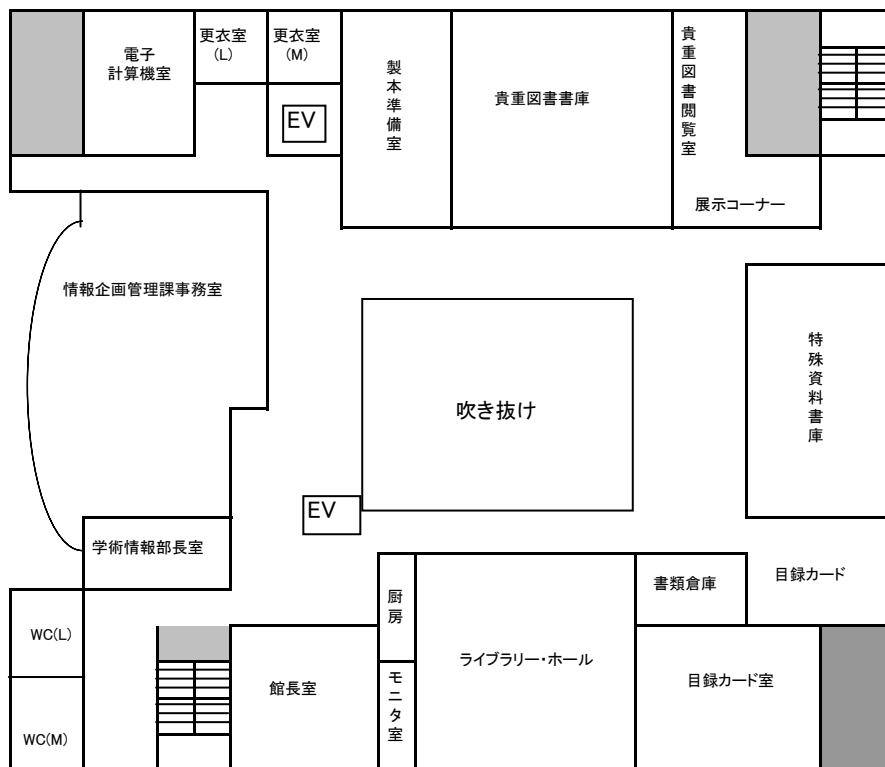 電子
計算機室
更衣室
(L)
更衣室
(M)
EV
製本準備室
貴重図書書庫
貴重図書閲覧室
展示コーナー
情報企画管理課事務室
吹き抜け
特殊資料書庫
EV
学術情報部長室
厨房
書類倉庫
目録カード
WC(L)
館長室
モニタ室
ライブラリー・ホール
目録カード室
WC(M)